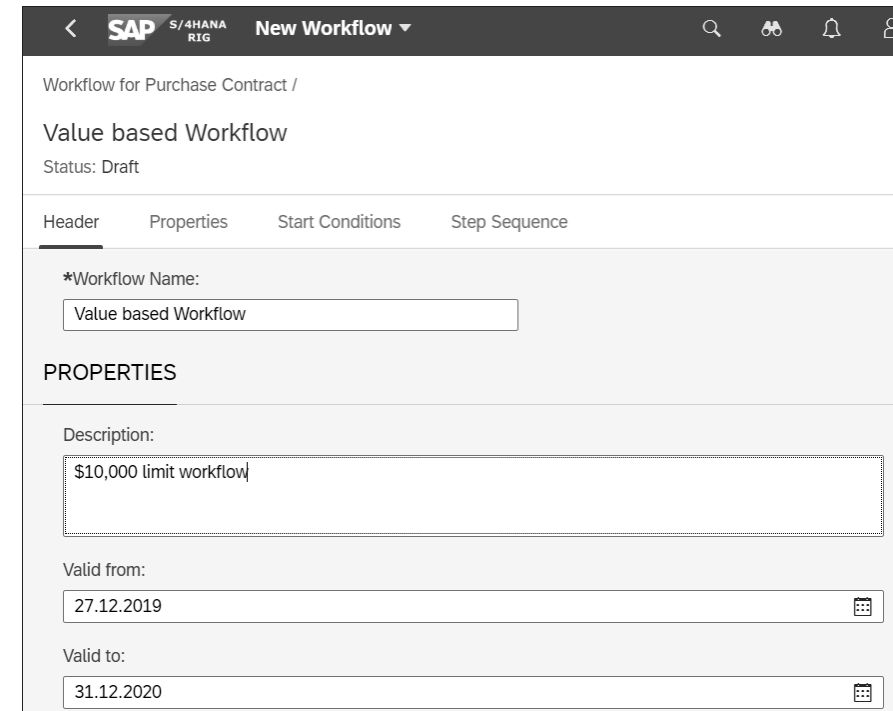 SAP S/4HANA RIG New Workflow
Workflow for Purchase Contract /
Value based Workflow
Status: Draft
Header Properties Start Conditions Step Sequence
*Workflow Name:
Value based Workflow
PROPERTIES
Description:
$10,000 limit workflow
Valid from:
27.12.2019
Valid to:
31.12.2020